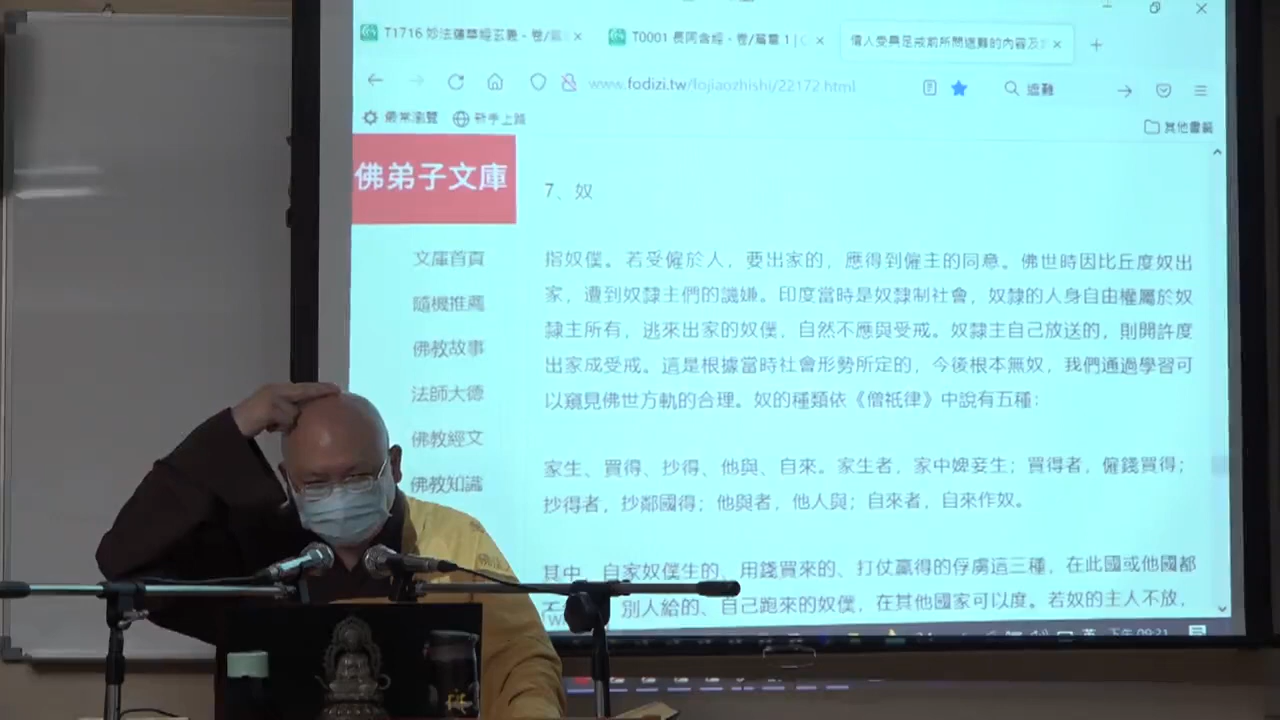 T1716 妙法蓮華經玄義 - 卷/篇
T0001 長阿含經 - 卷/篇章 1 | C
僧人受具足戒前所問遮難的內容及
www.fodizi.tw/fojiaozhishi/22172.html
遮難
最常瀏覽
新手上路
其他書籤
佛弟子文庫
文庫首頁
隨機推薦
佛教故事
法師大德
佛教經文
佛教知識
7、奴
指奴僕。若受僱於人，要出家的，應得到僱主的同意。佛世時因比丘度奴出
家，遭到奴隸主們的譏嫌。印度當時是奴隸制社會，奴隸的人身自由權屬於奴
隸主所有，逃來出家的奴僕，自然不應與受戒。奴隸主自己放送的，則開許度
出家成受戒。這是根據當時社會形勢所定的，今後根本無奴，我們通過學習可
以窺見佛世方軌的合理。奴的種類依《僧祇律》中說有五種：
家生、買得、抄得、他與、自來。家生者，家中婢妾生；買得者，僱錢買得；
抄得者，抄鄰國得；他與者，他人與；自來者，自來作奴。
其中，自家奴僕生的、用錢買來的、打仗贏得的俘虜這三種，在此國或他國都
別人給的、自己跑來的奴僕，在其他國家可以度。若奴的主人不放，
英 下午 09:21